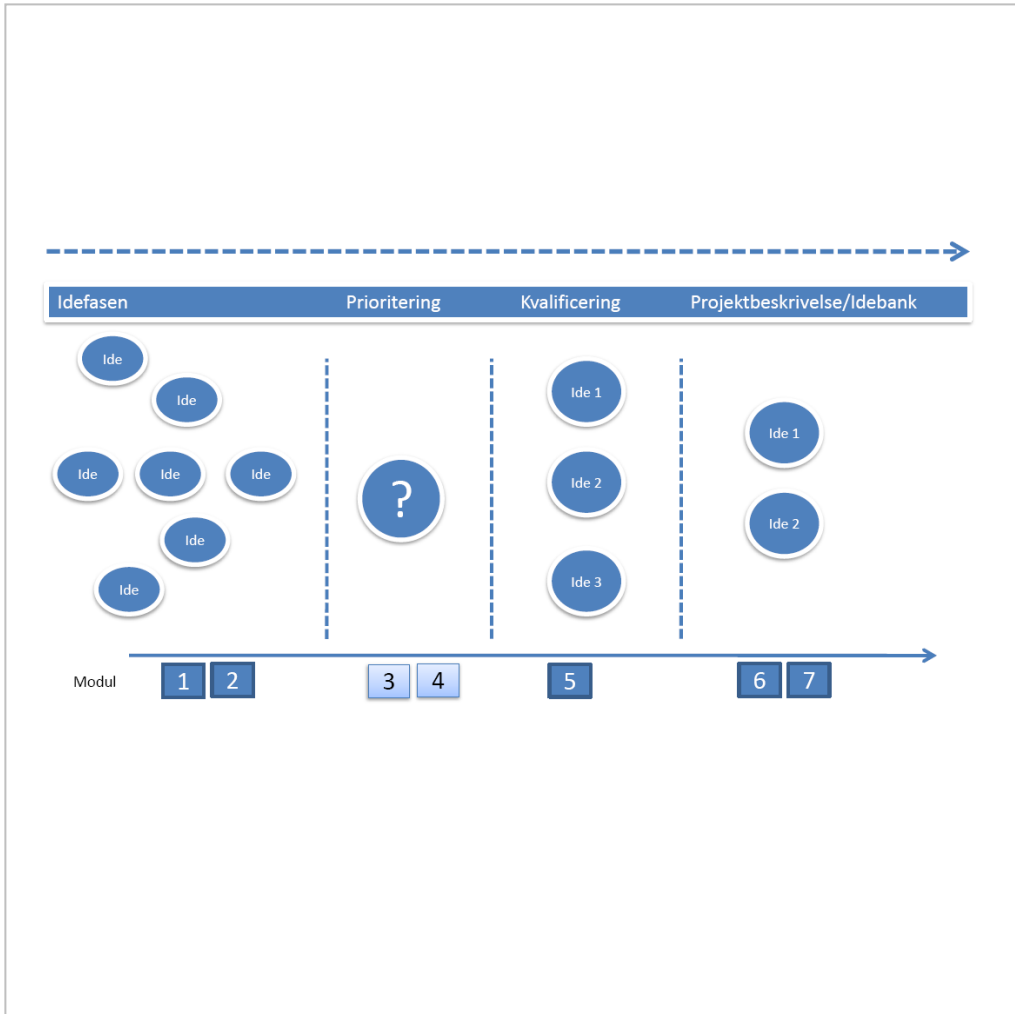 Idefasen Prioritering Kvalificering Projektbeskrivelse/Idebank
Ide
Ide
Ide Ide Ide
Ide
Ide
?
Ide 1
Ide 2
Ide 3
Ide 1
Ide 2
Modul 1 2 3 4 5 6 7